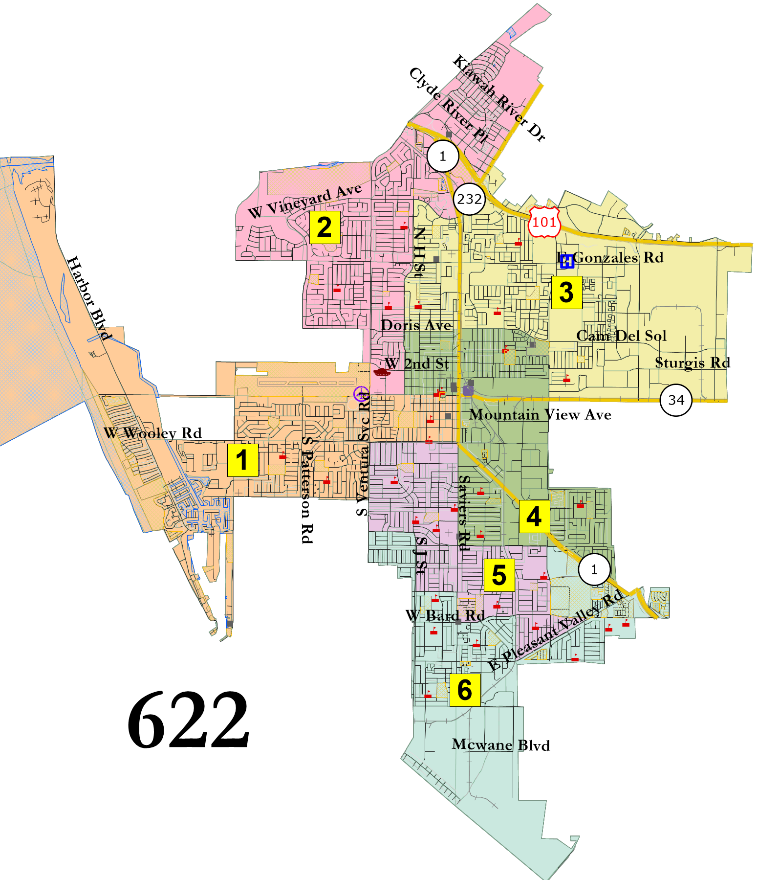 Kiawah River Dr
Clyde River Pl
1
232
W Vineyard Ave
2
101
N H St
Gonzales Rd
H
3
Harbor Blvd
Doris Ave
Cam Del Sol
W 2nd St
Sturgis Rd
34
Mountain View Ave
S Ventura Svc Rd
W Wooley Rd
1
S Patterson Rd
Saviers Rd
4
S J St
5
1
W Bard Rd
E Pleasant Valley Rd
6
622
Mcwane Blvd